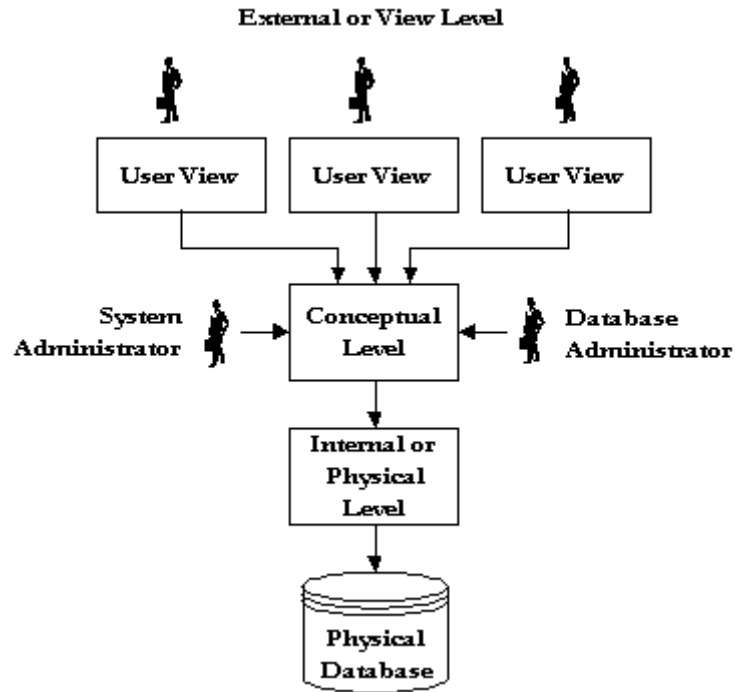 External or View Level
User View
User View
User View
System
Administrator
Conceptual
Level
Database
Administrator
Internal or
Physical
Level
Physical
Database